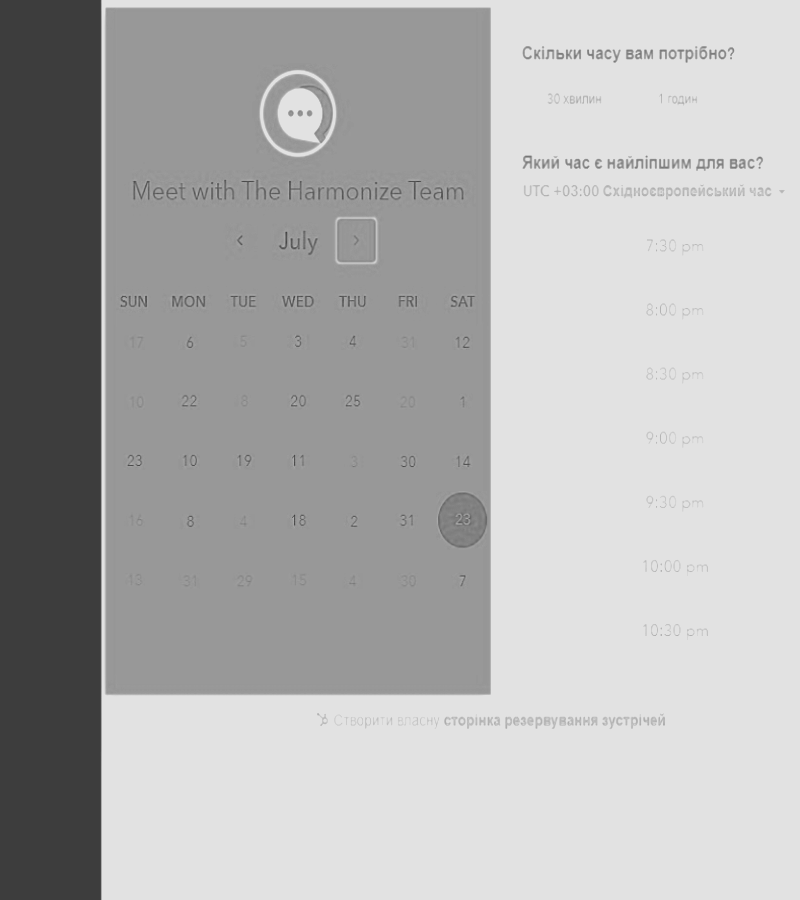 Meet with The Harmonize Team
July
SUN MON TUE WED THU FRI SAT
17 6 5 3 4 31 12
10 22 8 20 25 20 1
23 10 19 11 3 30 14
16 8 4 18 2 31 23
13 31 29 15 4 30 7
Скільки часу вам потрібно?
30 хвилин 1 годин
Який час є найліпшим для вас?
UTC +03:00 Східноєвропейський час
7:30 pm
8:00 pm
8:30 pm
9:00 pm
9:30 pm
10:00 pm
10:30 pm
Створити власну сторінка резервування зустрічей